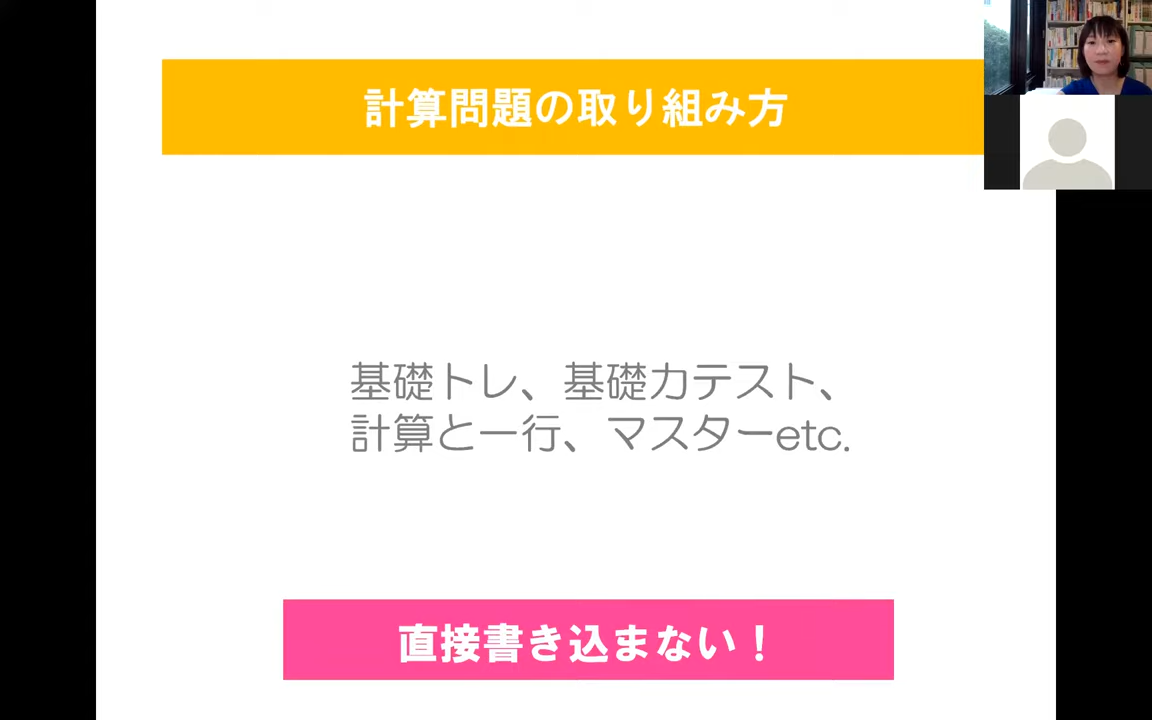 計算問題の取り組み方
基礎トレ、基礎力テスト、
計算と一行、マスターetc.
直接書き込まない！